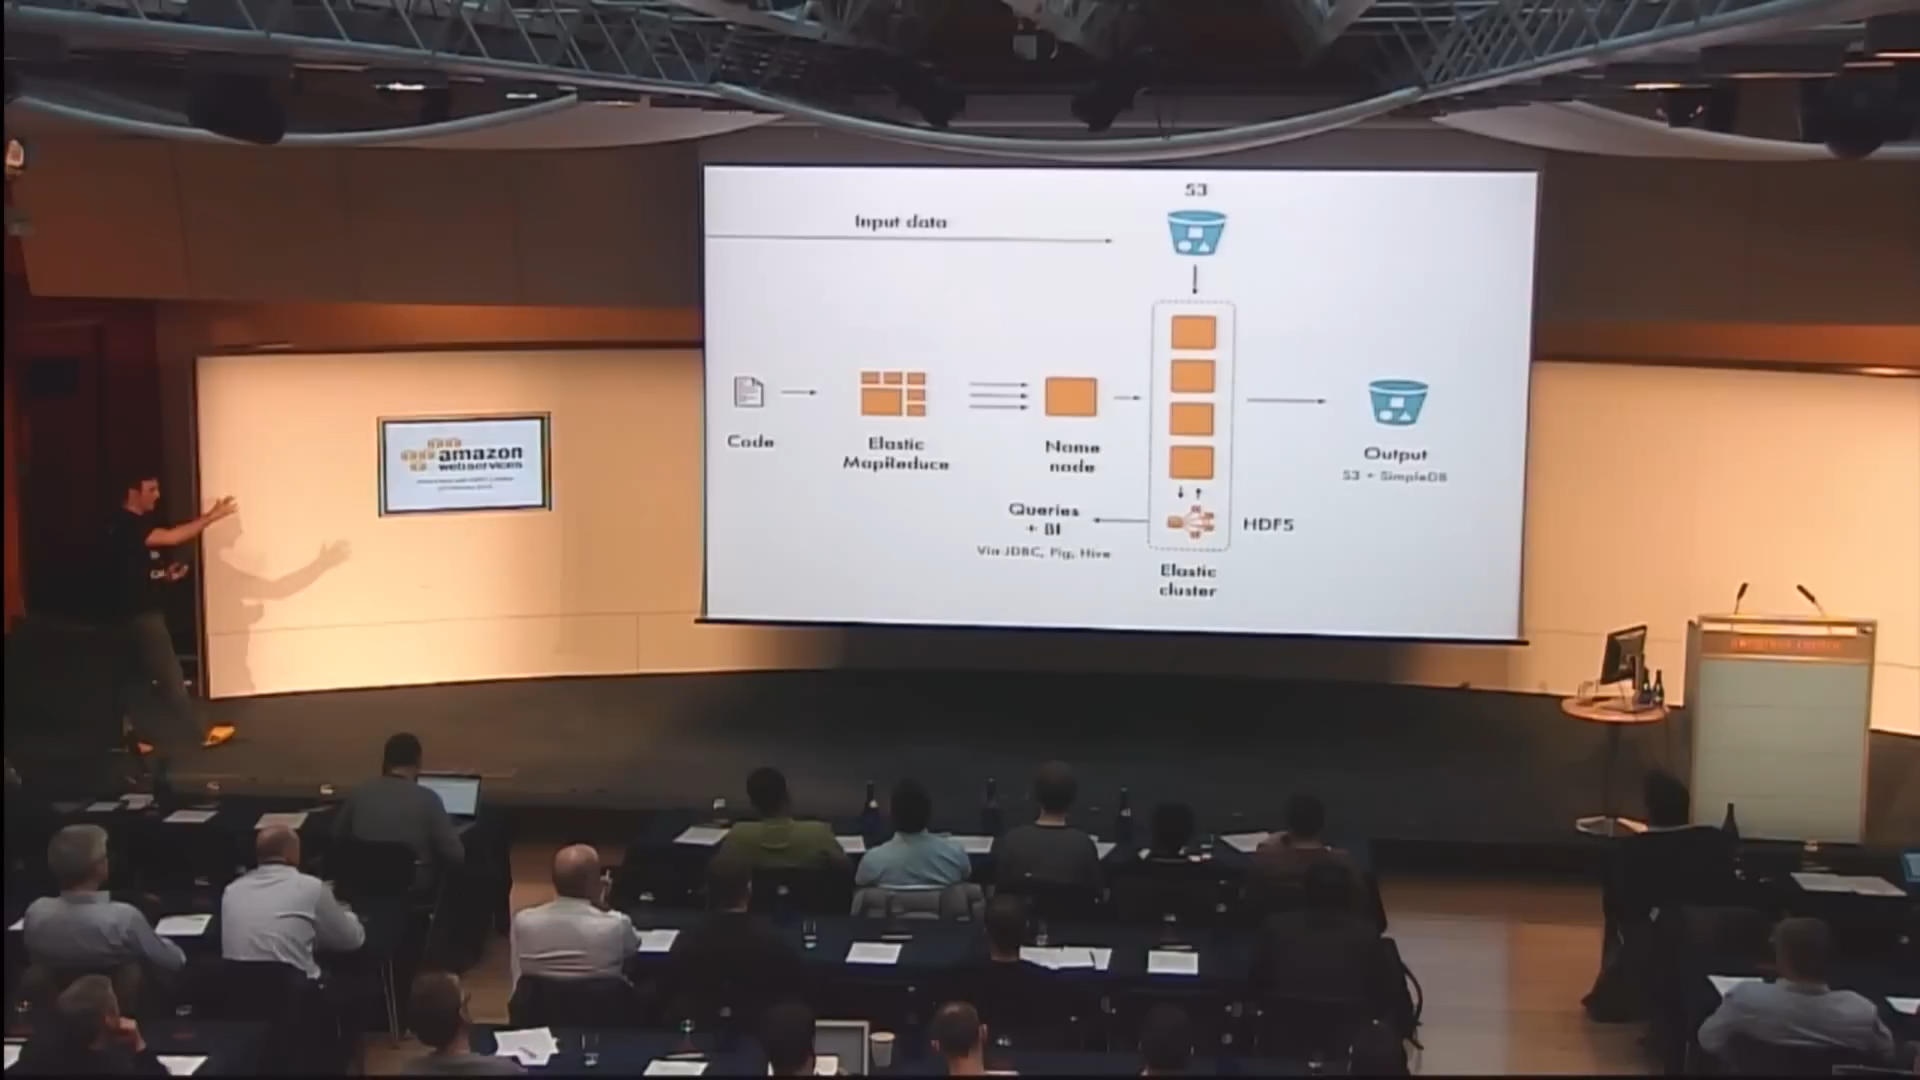 S3
Input data
Code
Elastic
MapReduce
Name
node
Output
S3 + SimpleDB
Queries
+ BI
Via JDBC, Pig, Hive
HDFS
Elastic
cluster
amazon
webservices